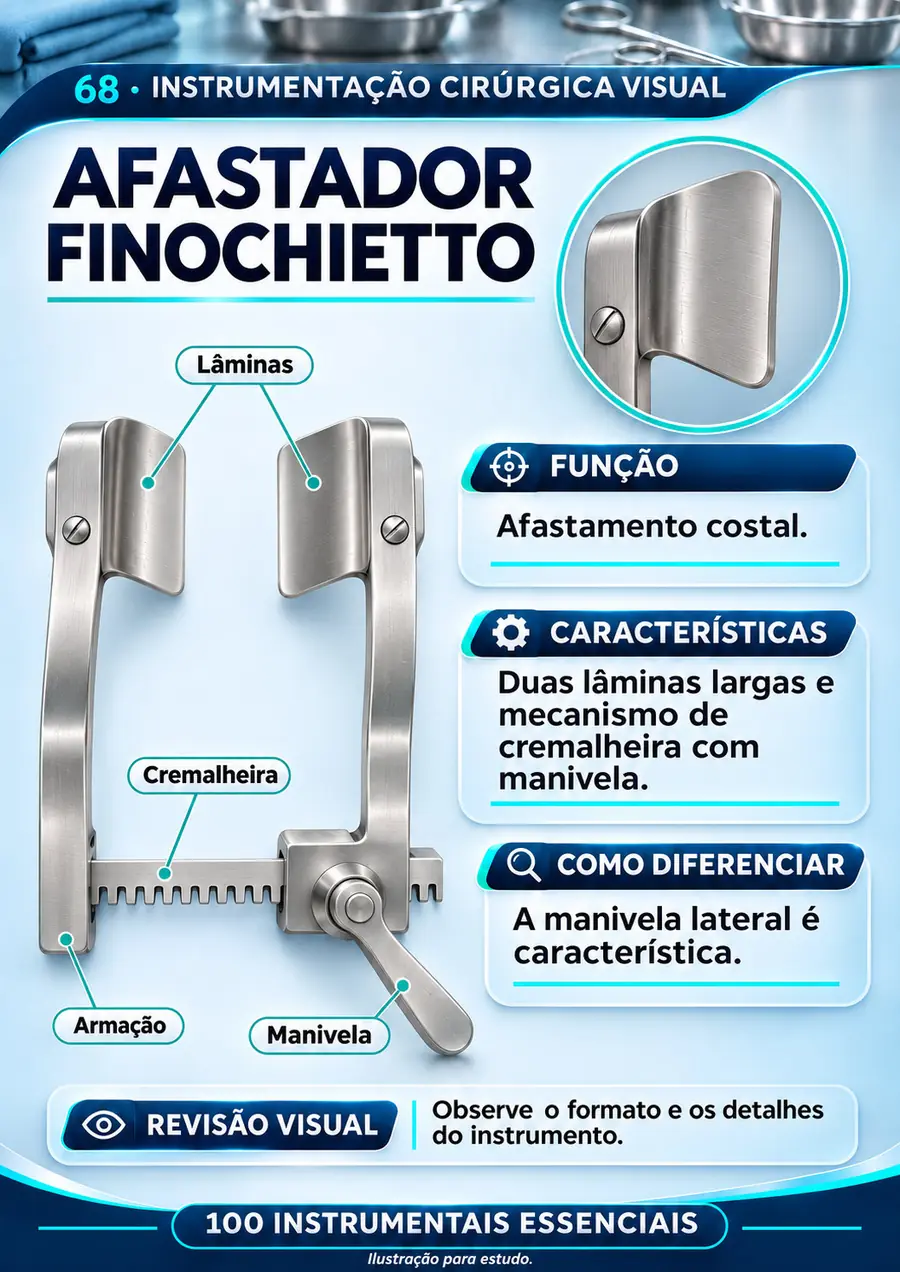 68 · INSTRUMENTAÇÃO CIRÚRGICA VISUAL
AFASTADOR
FINOCHIETTO
Lâminas
Cremalheira
Armação
Manivela
FUNÇÃO
Afastamento costal.
CARACTERÍSTICAS
Duas lâminas largas e
mecanismo de
cremalheira com
manivela.
COMO DIFERENCIAR
A manivela lateral é
característica.
REVISÃO VISUAL
Observe o formato e os detalhes
do instrumento.
100 INSTRUMENTAIS ESSENCIAIS
Ilustração para estudo.